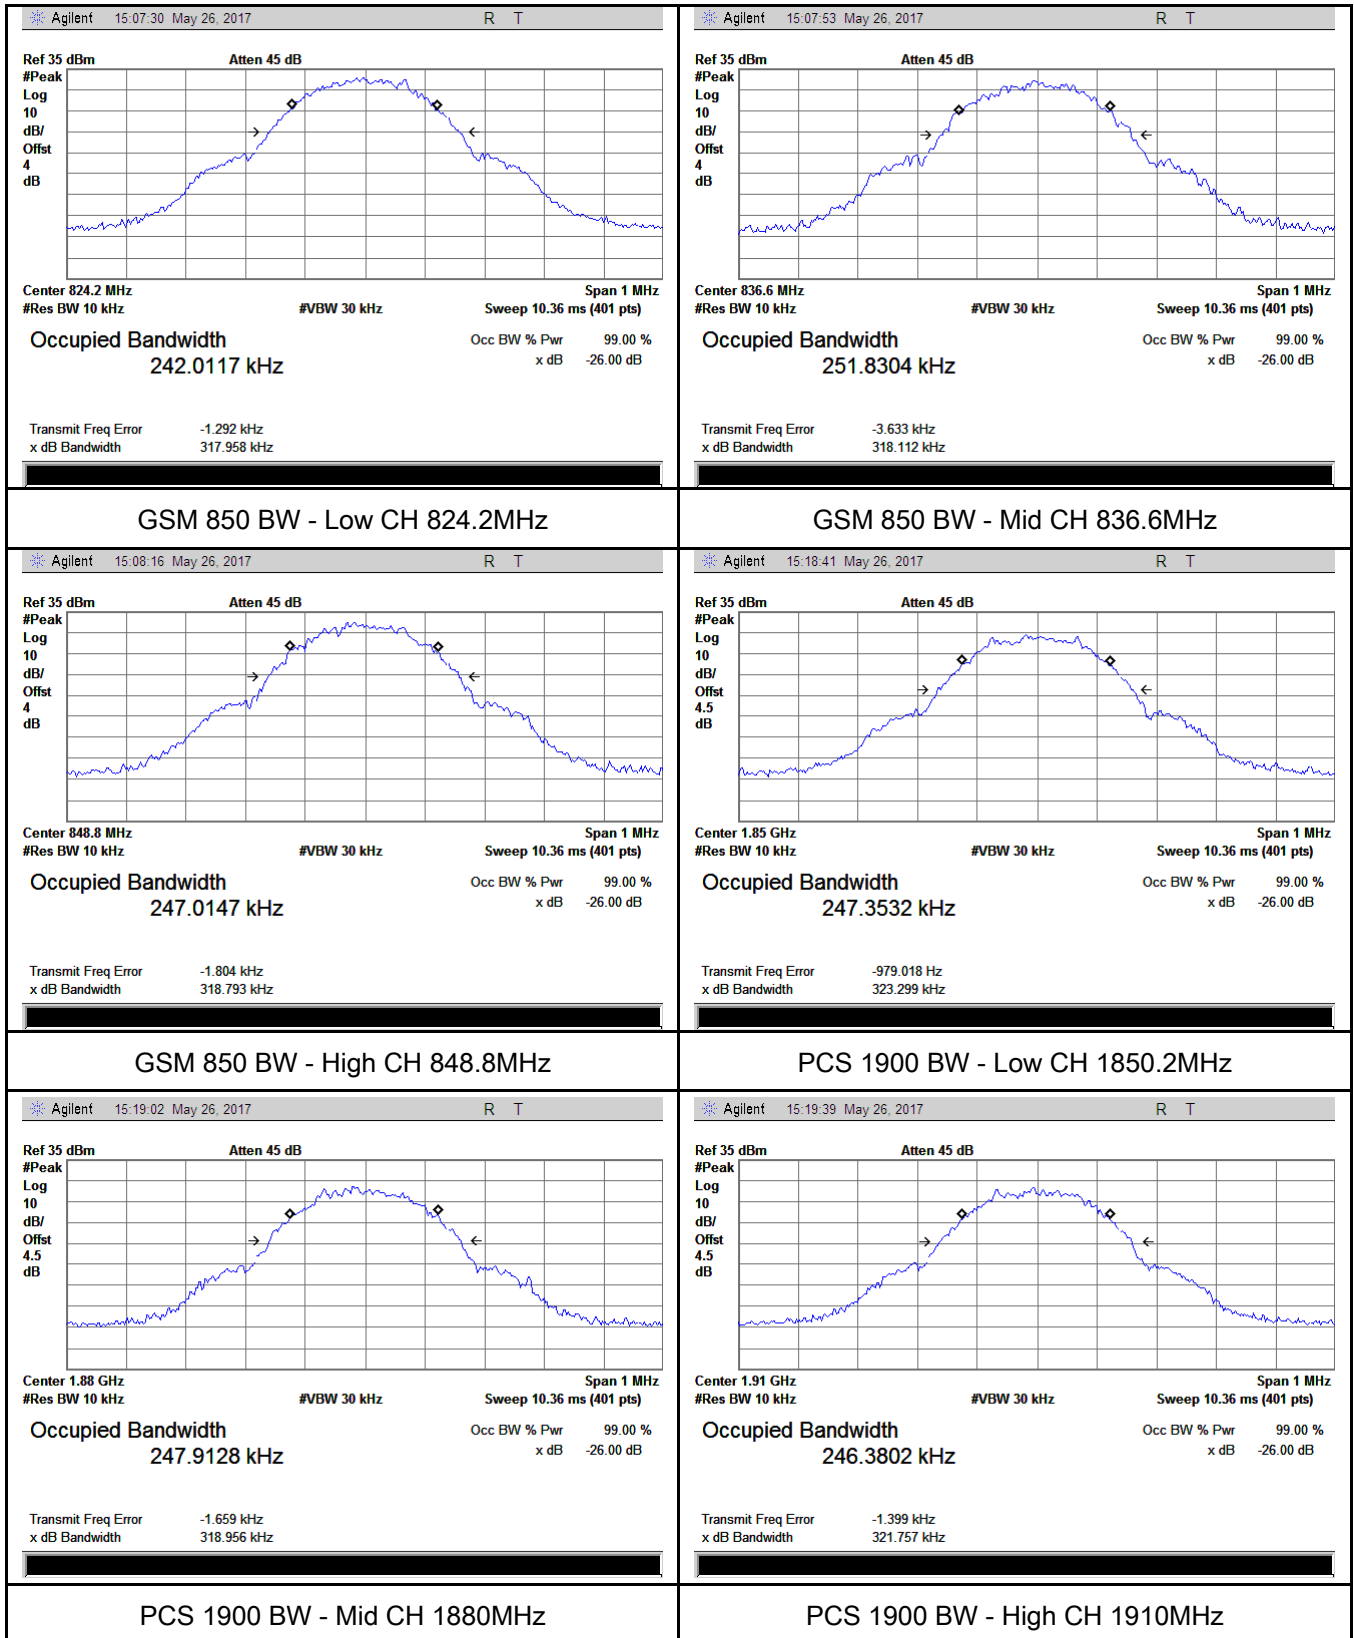 Agilent 15:07:30 May 26, 2017 R T
Ref 35 dBm Atten 45 dB
#Peak
Log
10
dB/
Offst
4
dB
Center 824.2 MHz Span 1 MHz
#Res BW 10 kHz #VBW 30 kHz Sweep 10.36 ms (401 pts)
Occupied Bandwidth Occ BW % Pwr 99.00 %
242.0117 kHz x dB -26.00 dB
Transmit Freq Error -1.292 kHz
x dB Bandwidth 317.958 kHz
GSM 850 BW - Low CH 824.2MHz
Agilent 15:07:53 May 26, 2017 R T
Ref 35 dBm Atten 45 dB
#Peak
Log
10
dB/
Offst
4
dB
Center 836.6 MHz Span 1 MHz
#Res BW 10 kHz #VBW 30 kHz Sweep 10.36 ms (401 pts)
Occupied Bandwidth Occ BW % Pwr 99.00 %
251.8304 kHz x dB -26.00 dB
Transmit Freq Error -3.633 kHz
x dB Bandwidth 318.112 kHz
GSM 850 BW - Mid CH 836.6MHz
Agilent 15:08:16 May 26, 2017 R T
Ref 35 dBm Atten 45 dB
#Peak
Log
10
dB/
Offst
4
dB
Center 848.8 MHz Span 1 MHz
#Res BW 10 kHz #VBW 30 kHz Sweep 10.36 ms (401 pts)
Occupied Bandwidth Occ BW % Pwr 99.00 %
247.0147 kHz x dB -26.00 dB
Transmit Freq Error -1.804 kHz
x dB Bandwidth 318.793 kHz
GSM 850 BW - High CH 848.8MHz
Agilent 15:18:41 May 26, 2017 R T
Ref 35 dBm Atten 45 dB
#Peak
Log
10
dB/
Offst
4.5
dB
Center 1.85 GHz Span 1 MHz
#Res BW 10 kHz #VBW 30 kHz Sweep 10.36 ms (401 pts)
Occupied Bandwidth Occ BW % Pwr 99.00 %
247.3532 kHz x dB -26.00 dB
Transmit Freq Error -979.018 Hz
x dB Bandwidth 323.299 kHz
PCS 1900 BW - Low CH 1850.2MHz
Agilent 15:19:02 May 26, 2017 R T
Ref 35 dBm Atten 45 dB
#Peak
Log
10
dB/
Offst
4.5
dB
Center 1.88 GHz Span 1 MHz
#Res BW 10 kHz #VBW 30 kHz Sweep 10.36 ms (401 pts)
Occupied Bandwidth Occ BW % Pwr 99.00 %
247.9128 kHz x dB -26.00 dB
Transmit Freq Error -1.659 kHz
x dB Bandwidth 318.956 kHz
PCS 1900 BW - Mid CH 1880MHz
Agilent 15:19:39 May 26, 2017 R T
Ref 35 dBm Atten 45 dB
#Peak
Log
10
dB/
Offst
4.5
dB
Center 1.91 GHz Span 1 MHz
#Res BW 10 kHz #VBW 30 kHz Sweep 10.36 ms (401 pts)
Occupied Bandwidth Occ BW % Pwr 99.00 %
246.3802 kHz x dB -26.00 dB
Transmit Freq Error -1.399 kHz
x dB Bandwidth 321.757 kHz
PCS 1900 BW - High CH 1910MHz